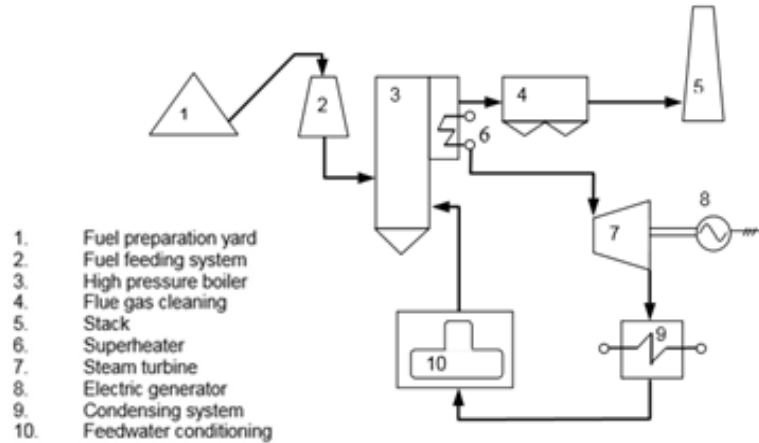 1
2
3
4
5
6
7
8
9
10
1. Fuel preparation yard
2. Fuel feeding system
3. High pressure boiler
4. Flue gas cleaning
5. Stack
6. Superheater
7. Steam turbine
8. Electric generator
9. Condensing system
10. Feedwater conditioning